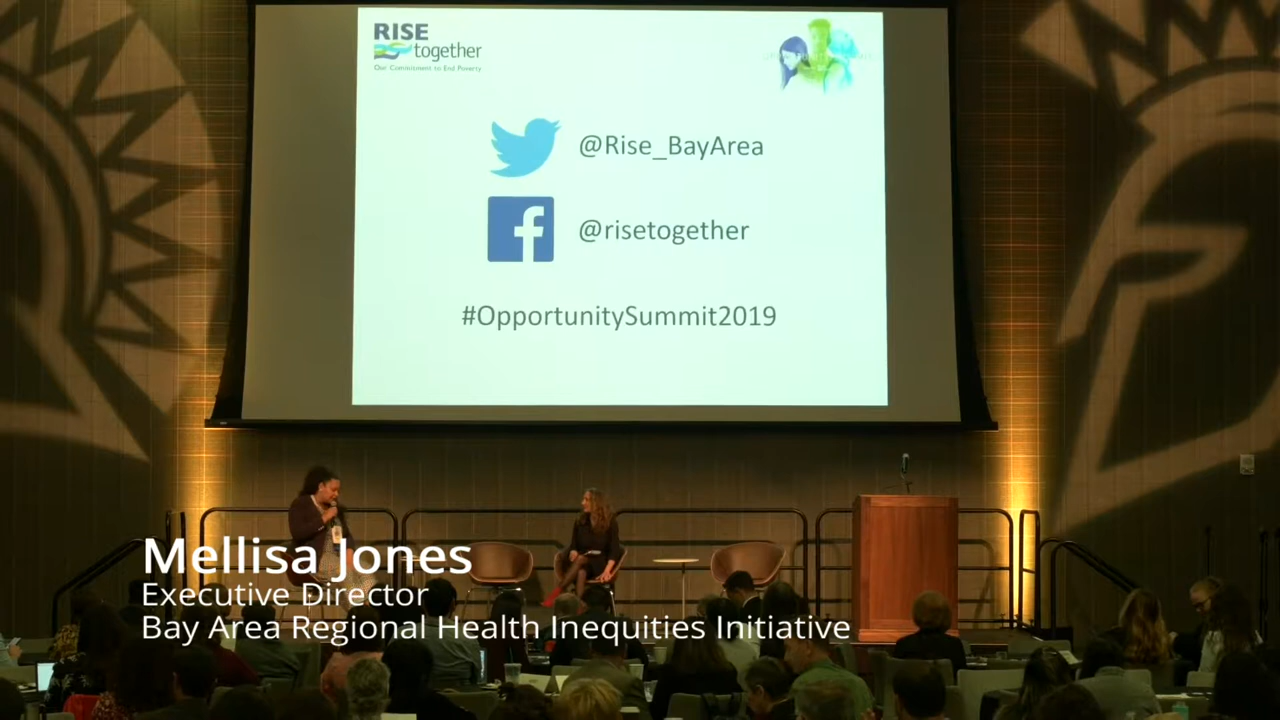 RISE
together
Our Commitment to End Poverty
@Rise_BayArea
@risetogether
#OpportunitySummit2019
Mellisa Jones
Executive Director
Bay Area Regional Health Inequities Initiative